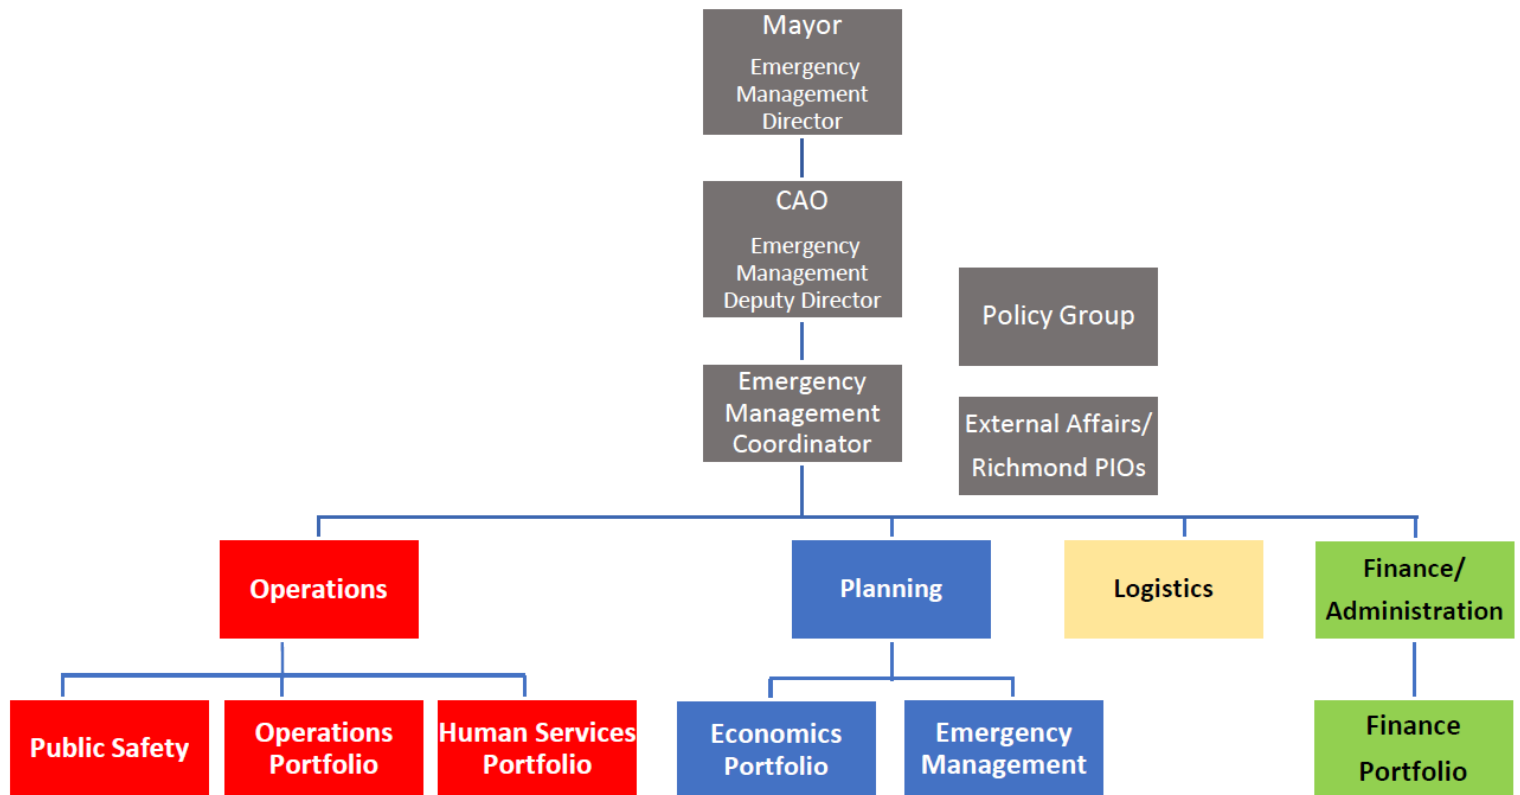 Mayor
Emergency
Management
Director
CAO
Emergency
Management
Deputy Director
Policy Group
Emergency
Management
Coordinator
External Affairs/
Richmond PIOs
Operations
Planning
Logistics
Finance/
Administration
Public Safety
Operations
Portfolio
Human Services
Portfolio
Economics
Portfolio
Emergency
Management
Finance
Portfolio